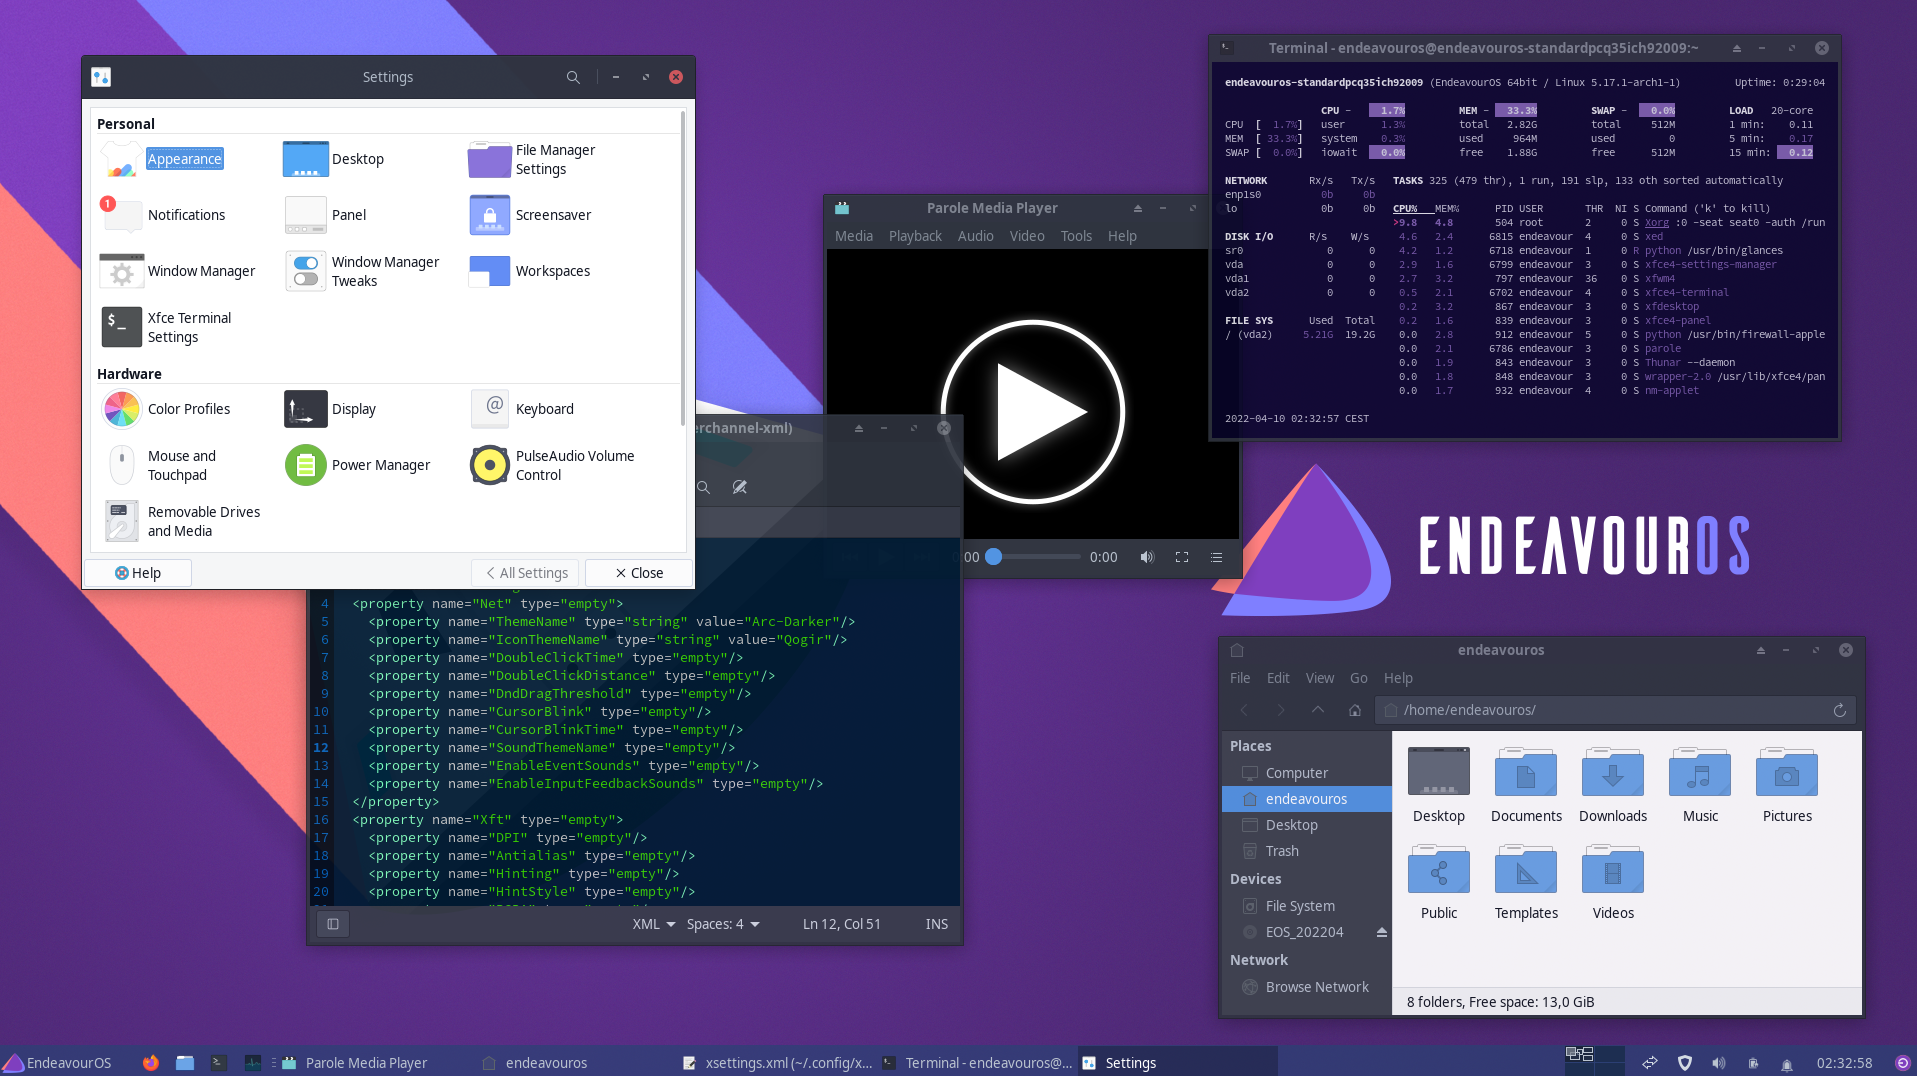 Settings
Personal
Appearance
Desktop
File Manager Settings
1
Notifications
Panel
Screensaver
Window Manager
Window Manager Tweaks
Workspaces
$_
Xfce Terminal Settings
Hardware
Color Profiles
Display
@
Keyboard
Mouse and Touchpad
Power Manager
PulseAudio Volume Control
Removable Drives and Media
Help
All Settings
Close
Parole Media Player
Media Playback Audio Video Tools Help
0:00
Terminal - endeavouros@endeavouros-standardpcq35ich92009:~
endeavouros-standardpcq35ich92009 (EndeavourOS 64bit / Linux 5.17.1-arch1-1) Uptime: 0:29:04
CPU - 1.7% MEM - 33.3% SWAP - 0.0% LOAD 20-core
CPU [ 1.7%] user 1.3% total 2.82G total 512M 1 min: 0.11
MEM [ 33.3%] system 0.3% used 964M used 0 5 min: 0.17
SWAP [ 0.0%] iowait 0.0% free 1.88G free 512M 15 min: 0.12
NETWORK Rx/s Tx/s TASKS 325 (479 thr), 1 run, 191 slp, 133 oth sorted automatically
enp1s0 0b 0b
lo 0b 0b CPU% MEM% PID USER THR NI S Command ('k' to kill)
>9.8 4.8 504 root 2 0 S Xorg :0 -seat seat0 -auth /run
DISK I/O R/s W/s 4.6 2.4 6815 endeavour 4 0 S xed
sr0 0 0 4.2 1.2 6718 endeavour 1 0 R python /usr/bin/glances
vda 0 0 2.9 1.6 6799 endeavour 3 0 S xfce4-settings-manager
vda1 0 0 2.7 3.2 797 endeavour 36 0 S xfwm4
vda2 0 0 0.5 2.1 6702 endeavour 4 0 S xfce4-terminal
0.2 3.2 867 endeavour 3 0 S xfdesktop
FILE SYS Used Total 0.2 1.6 839 endeavour 3 0 S xfce4-panel
/ (vda2) 5.21G 19.2G 0.0 2.8 912 endeavour 5 0 S python /usr/bin/firewall-apple
0.0 2.1 6786 endeavour 3 0 S parole
0.0 1.9 843 endeavour 3 0 S Thunar --daemon
0.0 1.8 848 endeavour 3 0 S wrapper-2.0 /usr/lib/xfce4/pan
0.0 1.7 932 endeavour 4 0 S nm-applet
2022-04-10 02:32:57 CEST
ENDEAVOUROS
erchannel-xml)
4 <property name="Net" type="empty">
5 <property name="ThemeName" type="string" value="Arc-Darker"/>
6 <property name="IconThemeName" type="string" value="Qogir"/>
7 <property name="DoubleClickTime" type="empty"/>
8 <property name="DoubleClickDistance" type="empty"/>
9 <property name="DndDragThreshold" type="empty"/>
10 <property name="CursorBlink" type="empty"/>
11 <property name="CursorBlinkTime" type="empty"/>
12 <property name="SoundThemeName" type="empty"/>
13 <property name="EnableEventSounds" type="empty"/>
14 <property name="EnableInputFeedbackSounds" type="empty"/>
15 </property>
16 <property name="Xft" type="empty">
17 <property name="DPI" type="empty"/>
18 <property name="Antialias" type="empty"/>
19 <property name="Hinting" type="empty"/>
20 <property name="HintStyle" type="empty"/>
XML Spaces: 4 Ln 12, Col 51 INS
endeavouros
File Edit View Go Help
/home/endeavouros/
Places
Computer
endeavouros
Desktop
Trash
Devices
File System
EOS_202204
Network
Browse Network
Desktop Documents Downloads Music Pictures
Public Templates Videos
8 folders, Free space: 13,0 GiB
EndeavourOS
Parole Media Player
endeavouros
xsettings.xml (~/.config/x...
Terminal - endeavouros@...
Settings
02:32:58